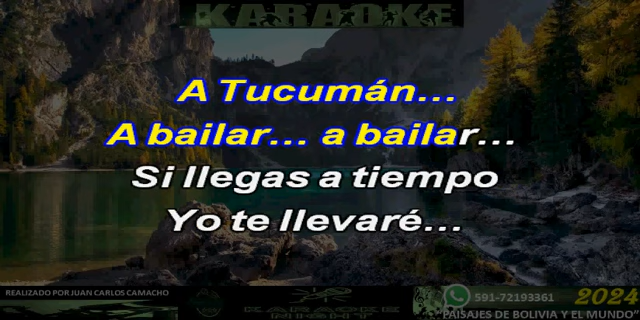 KARAOKE
A Tucumán...
A bailar... a bailar...
Si llegas a tiempo
Yo te llevaré...
REALIZADO POR JUAN CARLOS CAMACHO
KARAOKE
591-72193361
2024
PAISAJES DE BOLIVIA Y EL MUNDO"